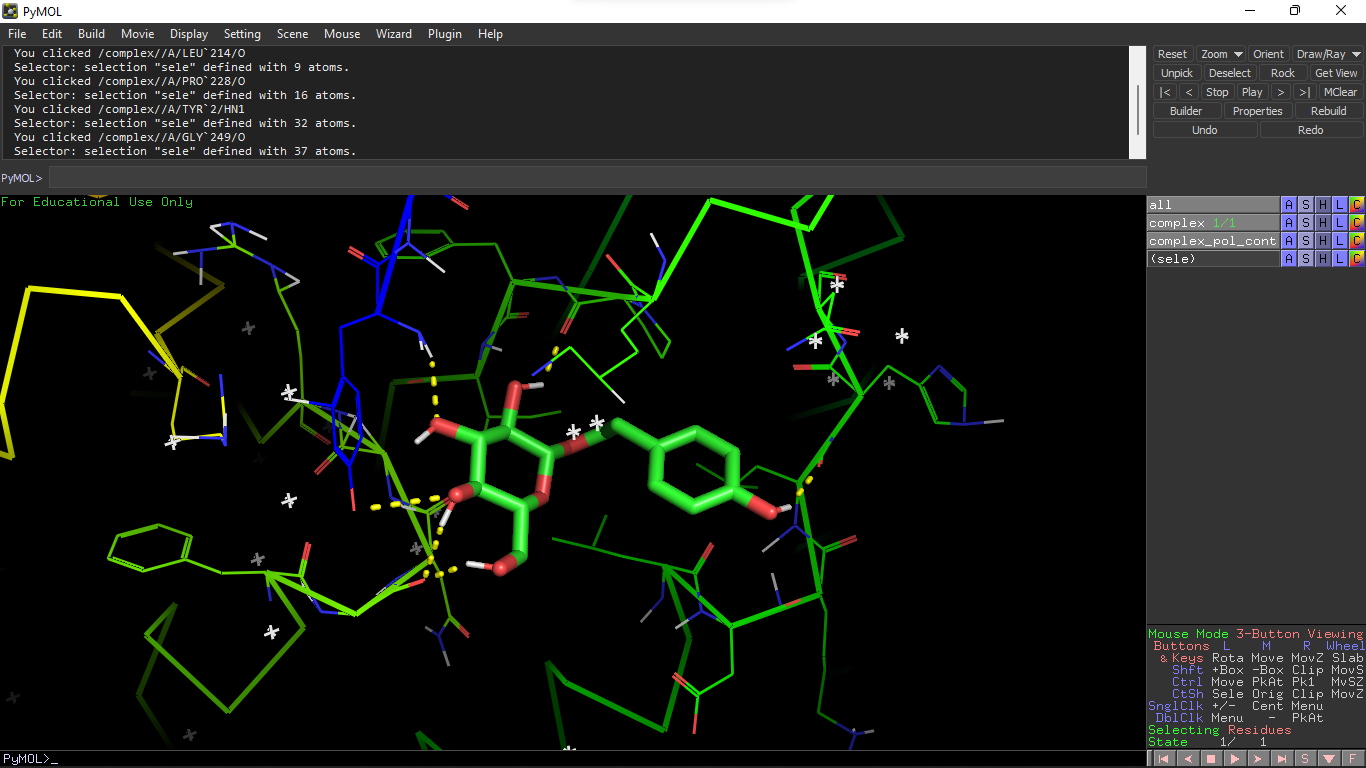 PyMOL
File Edit Build Movie Display Setting Scene Mouse Wizard Plugin Help
You clicked /complex//A/LEU`214/O
Selector: selection "sele" defined with 9 atoms.
You clicked /complex//A/PRO`228/O
Selector: selection "sele" defined with 16 atoms.
You clicked /complex//A/TYR`2/HN1
Selector: selection "sele" defined with 32 atoms.
You clicked /complex//A/GLY`249/O
Selector: selection "sele" defined with 37 atoms.
PyMOL>
Reset Zoom Orient Draw/Ray
Unpick Deselect Rock Get View
|< < Stop Play > >| MClear
Builder Properties Rebuild
Undo Redo
For Educational Use Only
all A S H L C
complex 1/1 A S H L C
complex_pol_cont A S H L C
(sele) A S H L C
Mouse Mode 3-Button Viewing
Buttons L M R Wheel
& Keys Rota Move MovZ Slab
Shft +Box -Box Clip MovS
Ctrl Move PkAt Pk1 MvSZ
CtSh Sele Orig Clip MovZ
SnglClk +/- Cent Menu
DblClk Menu - PkAt
Selecting Residues
State 1/ 1
PyMOL>_
S F